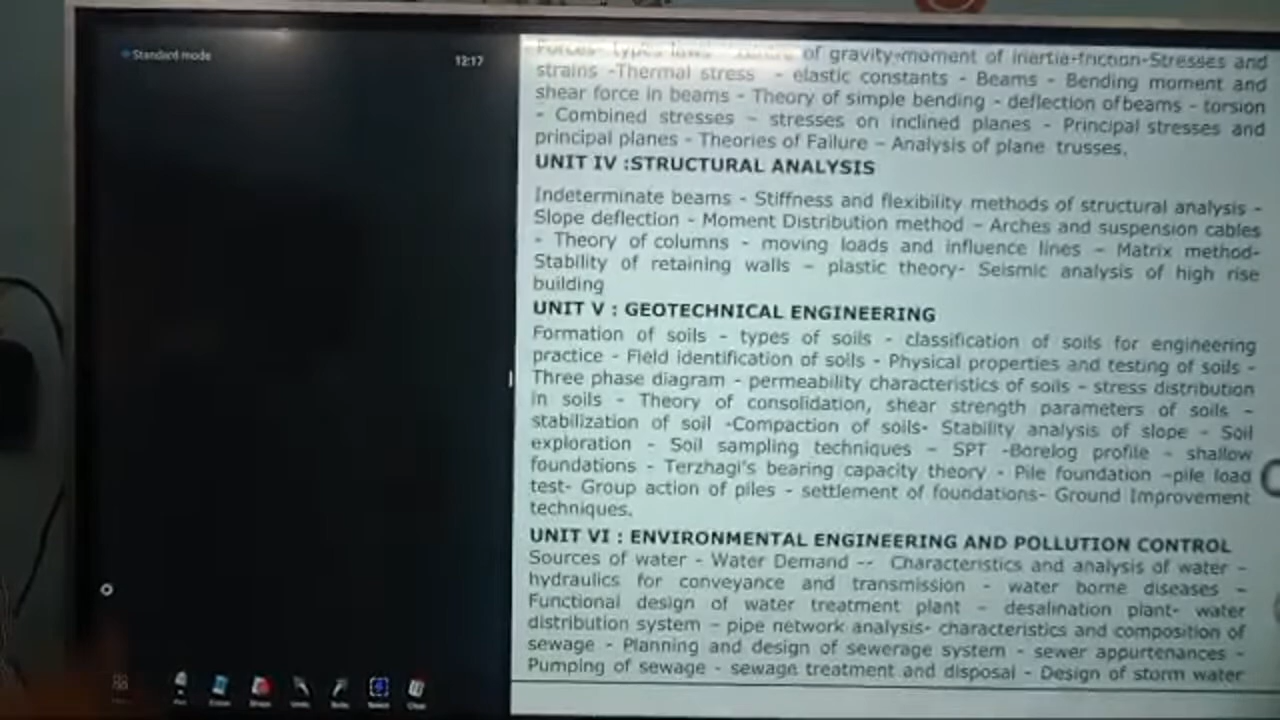 Standard mode
12:17
Forces- types laws - centre of gravity-moment of inertia-friction-Stresses and
strains -Thermal stress - elastic constants - Beams - Bending moment and
shear force in beams - Theory of simple bending - deflection of beams - torsion
- Combined stresses – stresses on inclined planes - Principal stresses and
principal planes - Theories of Failure – Analysis of plane trusses.
UNIT IV :STRUCTURAL ANALYSIS
Indeterminate beams - Stiffness and flexibility methods of structural analysis -
Slope deflection - Moment Distribution method – Arches and suspension cables
- Theory of columns - moving loads and influence lines – Matrix method-
Stability of retaining walls – plastic theory- Seismic analysis of high rise
building
UNIT V : GEOTECHNICAL ENGINEERING
Formation of soils - types of soils - classification of soils for engineering
practice - Field identification of soils - Physical properties and testing of soils -
Three phase diagram - permeability characteristics of soils - stress distribution
in soils - Theory of consolidation, shear strength parameters of soils –
stabilization of soil -Compaction of soils- Stability analysis of slope - Soil
exploration - Soil sampling techniques – SPT -Borelog profile - shallow
foundations - Terzhagi's bearing capacity theory - Pile foundation –pile load
test- Group action of piles - settlement of foundations- Ground Improvement
techniques.
UNIT VI : ENVIRONMENTAL ENGINEERING AND POLLUTION CONTROL
Sources of water - Water Demand -- Characteristics and analysis of water –
hydraulics for conveyance and transmission - water borne diseases –
Functional design of water treatment plant – desalination plant- water
distribution system – pipe network analysis- characteristics and composition of
sewage - Planning and design of sewerage system - sewer appurtenances -
Pumping of sewage - sewage treatment and disposal - Design of storm water
Select
Clear